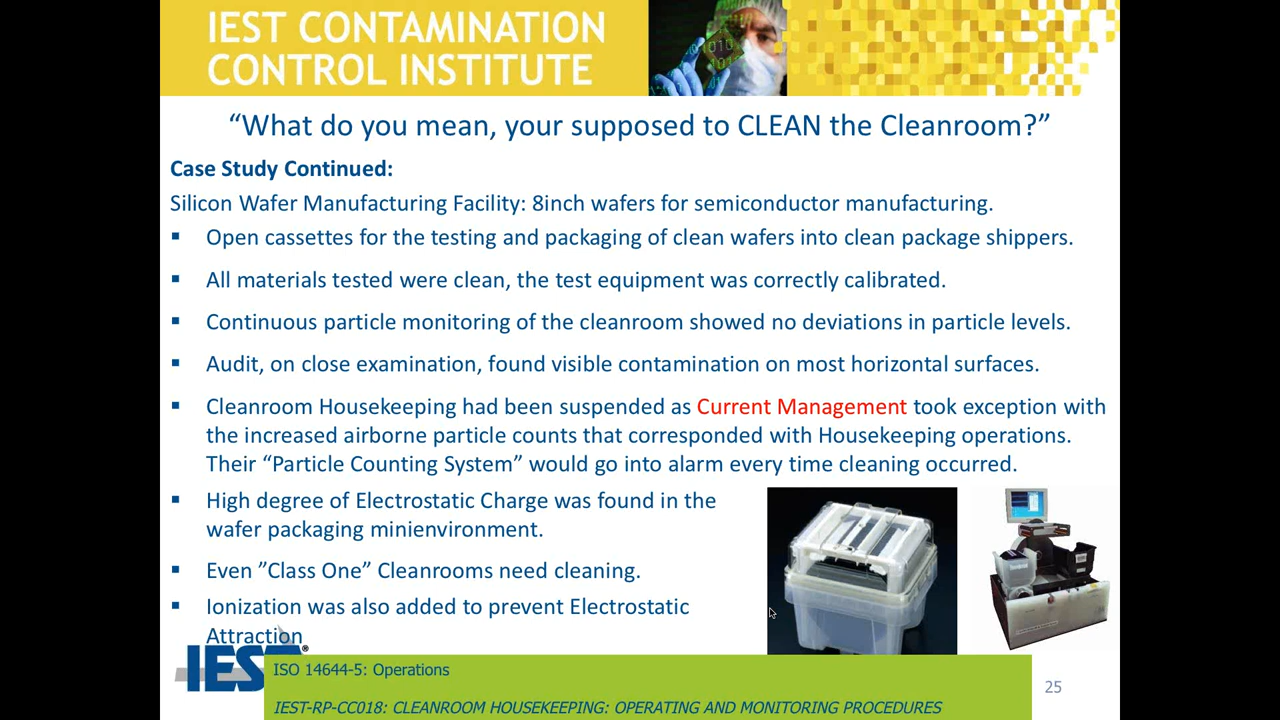 IEST CONTAMINATION
CONTROL INSTITUTE
“What do you mean, your supposed to CLEAN the Cleanroom?”
Case Study Continued:
Silicon Wafer Manufacturing Facility: 8inch wafers for semiconductor manufacturing.
▪ Open cassettes for the testing and packaging of clean wafers into clean package shippers.
▪ All materials tested were clean, the test equipment was correctly calibrated.
▪ Continuous particle monitoring of the cleanroom showed no deviations in particle levels.
▪ Audit, on close examination, found visible contamination on most horizontal surfaces.
▪ Cleanroom Housekeeping had been suspended as Current Management took exception with
the increased airborne particle counts that corresponded with Housekeeping operations.
Their “Particle Counting System” would go into alarm every time cleaning occurred.
▪ High degree of Electrostatic Charge was found in the
wafer packaging minienvironment.
▪ Even ”Class One” Cleanrooms need cleaning.
▪ Ionization was also added to prevent Electrostatic
Attraction
IEST®
ISO 14644-5: Operations
IEST-RP-CC018: CLEANROOM HOUSEKEEPING: OPERATING AND MONITORING PROCEDURES
25